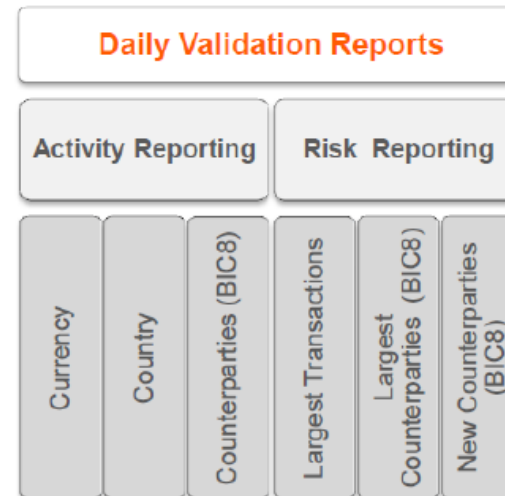 Daily Validation Reports
Activity Reporting
Risk Reporting
Currency
Country
Counterparties (BIC8)
Largest Transactions
Largest
Counterparties (BIC8)
New Counterparties
(BIC8)